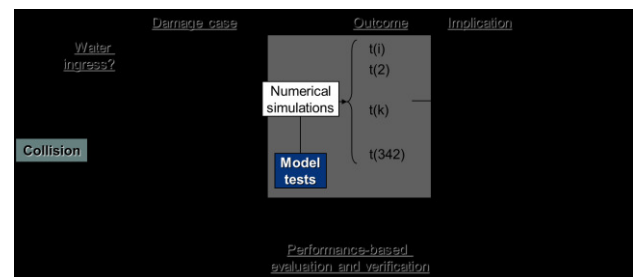 Damage case
Outcome
Implication
Water
ingress?
t(i)
t(2)
Numerical
simulations
t(k)
Collision
t(342)
Model
tests
Performance-based
evaluation and verification